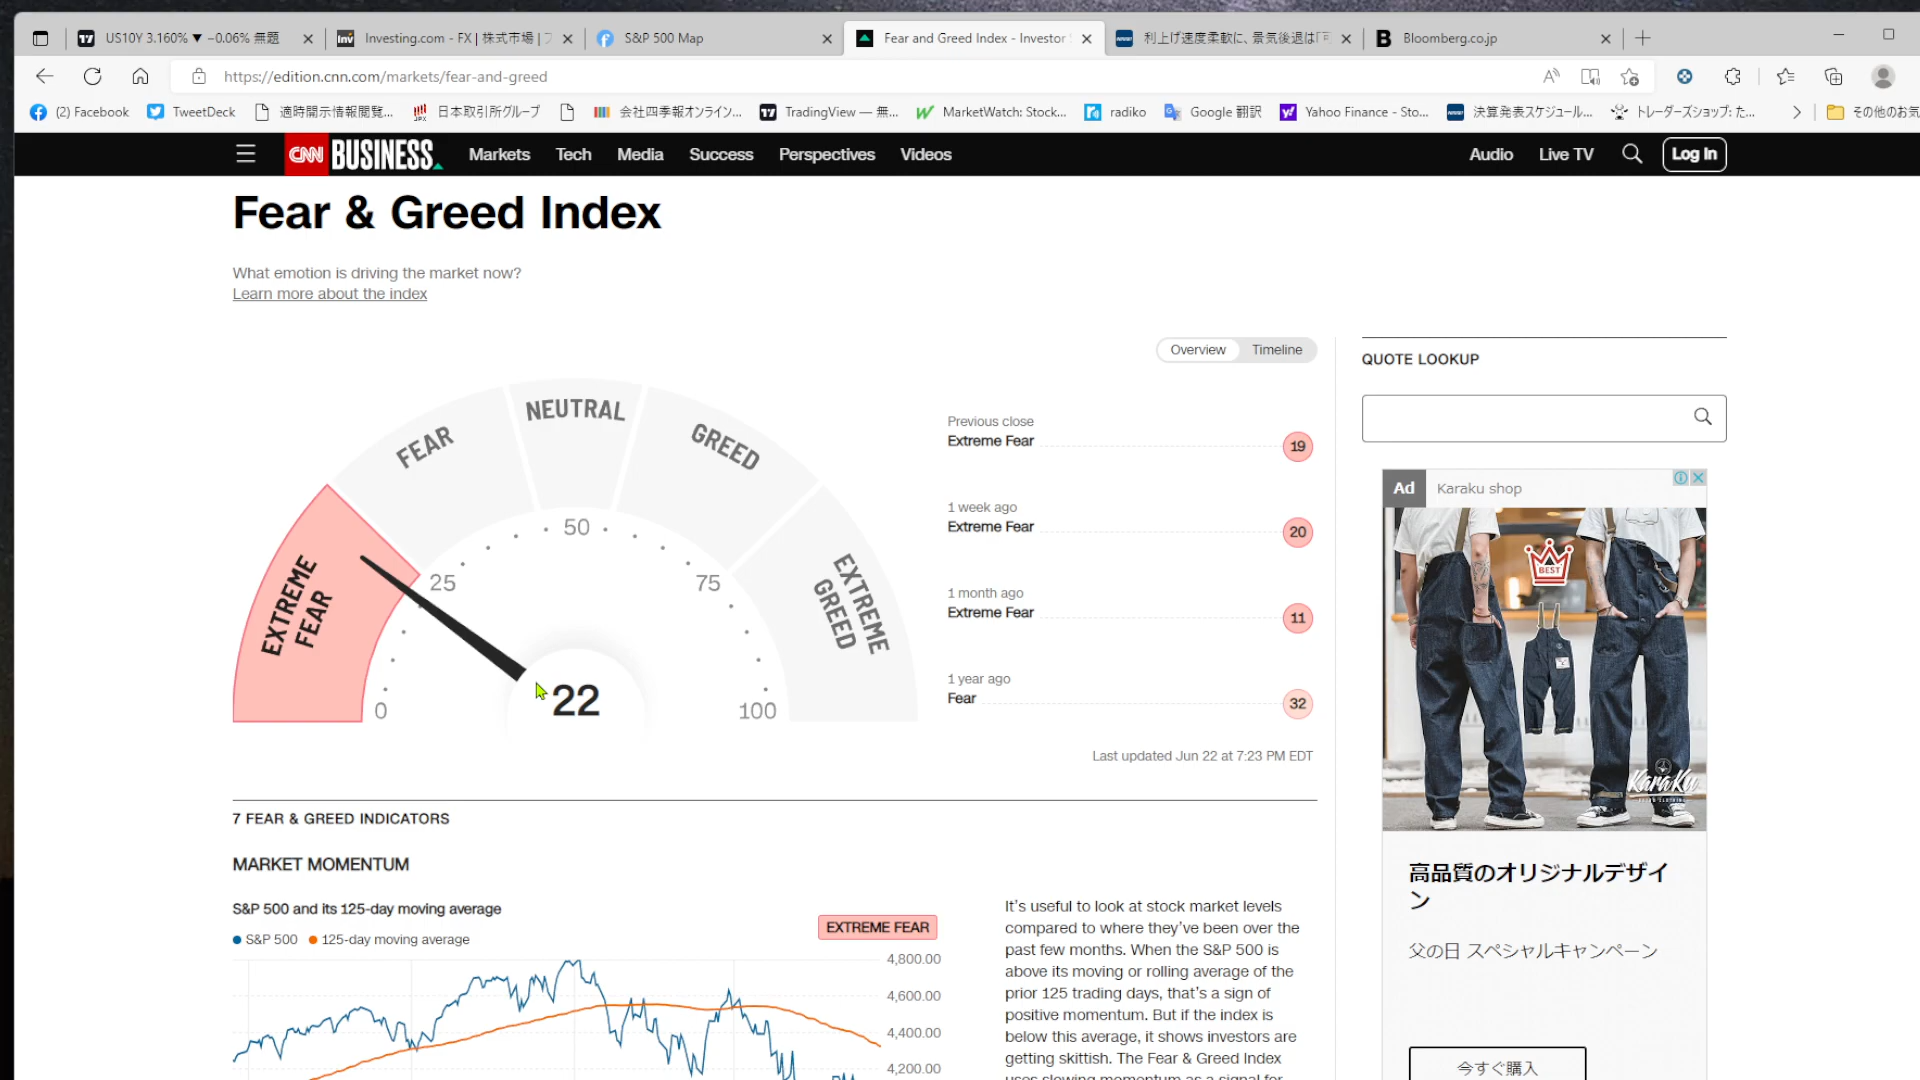 US10Y 3.160% ▼ −0.06% 無題
Investing.com - FX | 株式市場 | フ
S&P 500 Map
Fear and Greed Index - Investor S
利上げ速度柔軟に、景気後退は「可
Bloomberg.co.jp
https://edition.cnn.com/markets/fear-and-greed
(2) Facebook
TweetDeck
適時開示情報閲覧...
日本取引所グループ
会社四季報オンライン...
TradingView — 無...
MarketWatch: Stock...
radiko
Google 翻訳
Yahoo Finance - Sto...
決算発表スケジュール...
トレーダーズショップ: た...
その他のお気
CNN BUSINESS
Markets
Tech
Media
Success
Perspectives
Videos
Audio
Live TV
Log In
Fear & Greed Index
What emotion is driving the market now?
Learn more about the index
Overview
Timeline
EXTREME
FEAR
FEAR
NEUTRAL
GREED
EXTREME
GREED
0
25
50
75
100
22
Previous close
Extreme Fear
19
1 week ago
Extreme Fear
20
1 month ago
Extreme Fear
11
1 year ago
Fear
32
Last updated Jun 22 at 7:23 PM EDT
7 FEAR & GREED INDICATORS
MARKET MOMENTUM
S&P 500 and its 125-day moving average
S&P 500
125-day moving average
EXTREME FEAR
4,800.00
4,600.00
4,400.00
4,200.00
It's useful to look at stock market levels
compared to where they've been over the
past few months. When the S&P 500 is
above its moving or rolling average of the
prior 125 trading days, that's a sign of
positive momentum. But if the index is
below this average, it shows investors are
getting skittish. The Fear & Greed Index
uses slowing momentum as a signal for
QUOTE LOOKUP
Ad
Karaku shop
BEST
KaraKu
高品質のオリジナルデザイ
ン
父の日 スペシャルキャンペーン
今すぐ購入